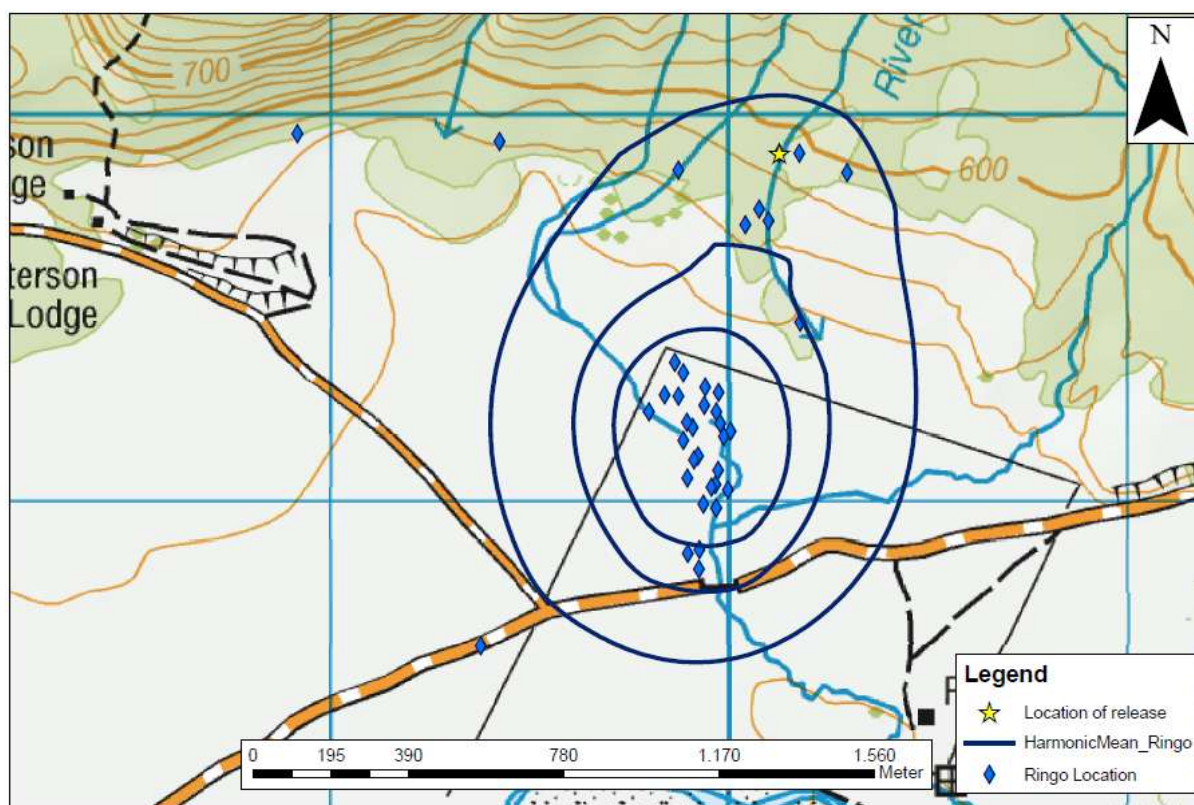 700
River
N
son
ge
600
terson
Lodge
P
Legend
Location of release
HarmonicMean_Ringo
Ringo Location
0 195 390 780 1.170 1.560
Meter